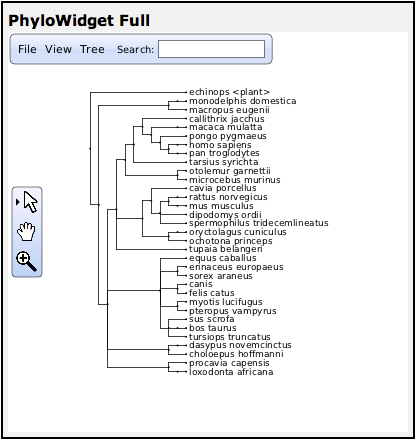 PhyloWidget Full
File View Tree Search:
echinops <plant>
monodelphis domestica
macropus eugenii
callithrix jacchus
macaca mulatta
pongo pygmaeus
homo sapiens
pan troglodytes
tarsius syrichta
otolemur garnettii
microcebus murinus
cavia porcellus
rattus norvegicus
mus musculus
dipodomys ordii
spermophilus tridecemlineatus
oryctolagus cuniculus
ochotona princeps
tupaia belangeri
equus caballus
erinaceus europaeus
sorex araneus
canis
felis catus
myotis lucifugus
pteropus vampyrus
sus scrofa
bos taurus
tursiops truncatus
dasypus novemcinctus
choloepus hoffmanni
procavia capensis
loxodonta africana